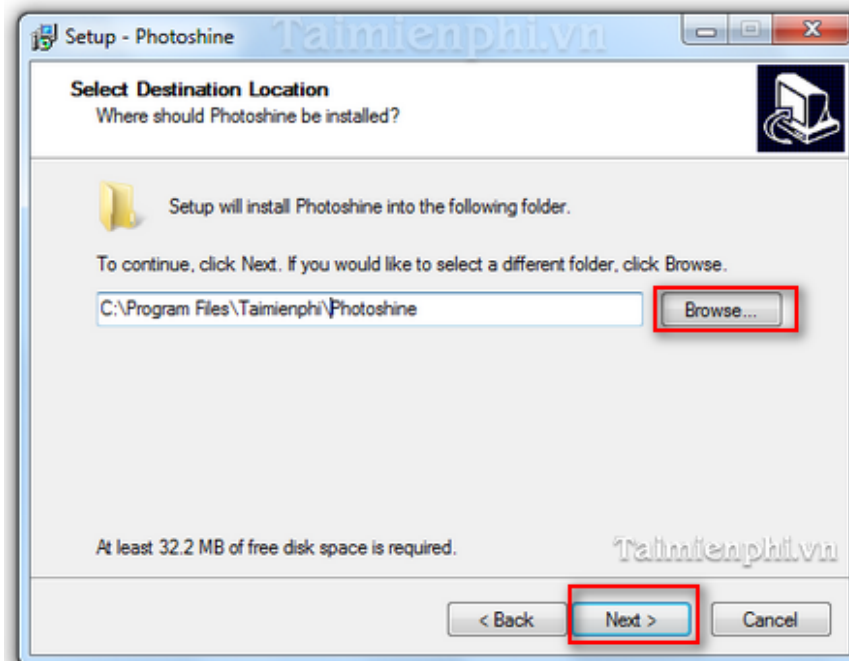 Setup - Photoshine
Taimienphi.vn
Select Destination Location
Where should Photoshine be installed?
Setup will install Photoshine into the following folder.
To continue, click Next. If you would like to select a different folder, click Browse.
C:\Program Files\Taimienphi\Photoshine
Browse...
At least 32.2 MB of free disk space is required.
Taimienphi.vn
< Back
Next >
Cancel